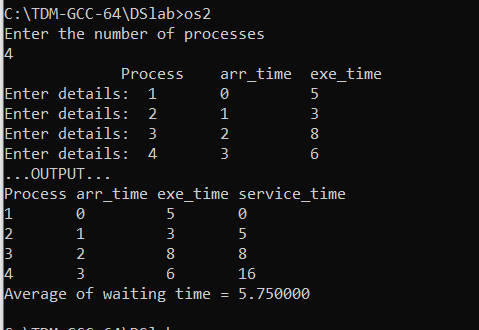 C:\TDM-GCC-64\DSlab>os2
Enter the number of processes
4
Process arr_time exe_time
Enter details: 1 0 5
Enter details: 2 1 3
Enter details: 3 2 8
Enter details: 4 3 6
...OUTPUT...
Process arr_time exe_time service_time
1 0 5 0
2 1 3 5
3 2 8 8
4 3 6 16
Average of waiting time = 5.750000
C:\TDM-GCC-64\DSlab>